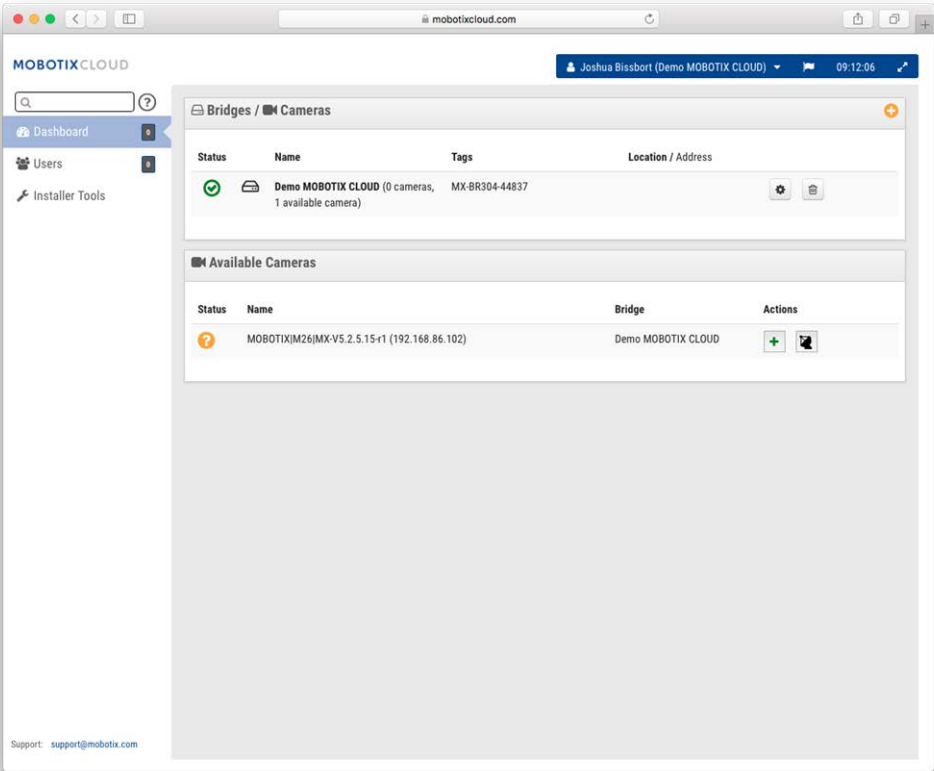 mobotixcloud.com
MOBOTIXCLOUD
Joshua Bissbort (Demo MOBOTIX CLOUD)
09:12:06
?
Dashboard
0
Users
0
Installer Tools
Bridges / Cameras
Status Name Tags Location / Address
Demo MOBOTIX CLOUD (0 cameras, MX-BR304-44837
1 available camera)
Available Cameras
Status Name Bridge Actions
? MOBOTIX|M26|MX-V5.2.5.15-r1 (192.168.86.102) Demo MOBOTIX CLOUD
Support: support@mobotix.com